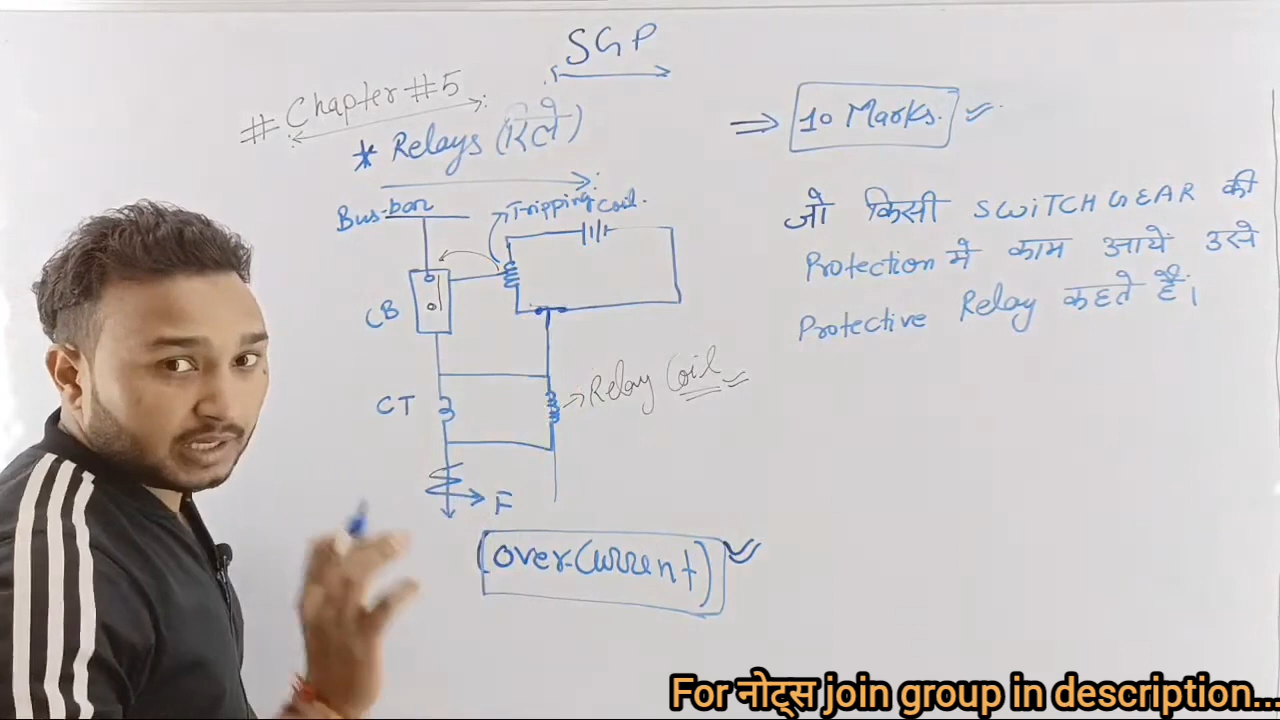 SGP
# Chapter #5
* Relays (रिले)
Bus-bar
Tripping Coil.
CB
CT
Relay Coil
F
(Over-Current)
⇒ 10 Marks.
जो किसी SWiTCHGEAR की
Protection में काम आयें उसे
Protective Relay कहते हैं।
For नोट्स join group in description...